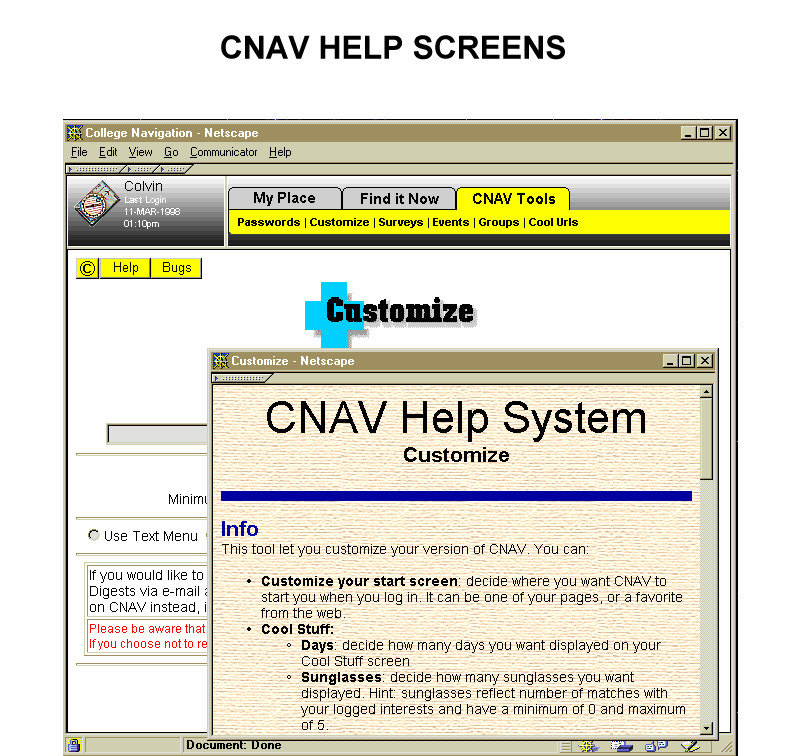 CNAV HELP SCREENS
College Navigation - Netscape
File Edit View Go Communicator Help
Colvin
Last Login
11-MAR-1998
01:10pm
My Place Find it Now CNAV Tools
Passwords | Customize | Surveys | Events | Groups | Cool Urls
© Help Bugs
Customize
Minimu
Use Text Menu
If you would like to
Digests via e-mail a
on CNAV instead, i
Please be aware that
If you choose not to re
Customize - Netscape
CNAV Help System
Customize
Info
This tool let you customize your version of CNAV. You can:
• Customize your start screen: decide where you want CNAV to
start you when you log in. It can be one of your pages, or a favorite
from the web.
• Cool Stuff:
◦ Days: decide how many days you want displayed on your
Cool Stuff screen
◦ Sunglasses: decide how many sunglasses you want
displayed. Hint: sunglasses reflect number of matches with
your logged interests and have a minimum of 0 and maximum
of 5.
Document: Done